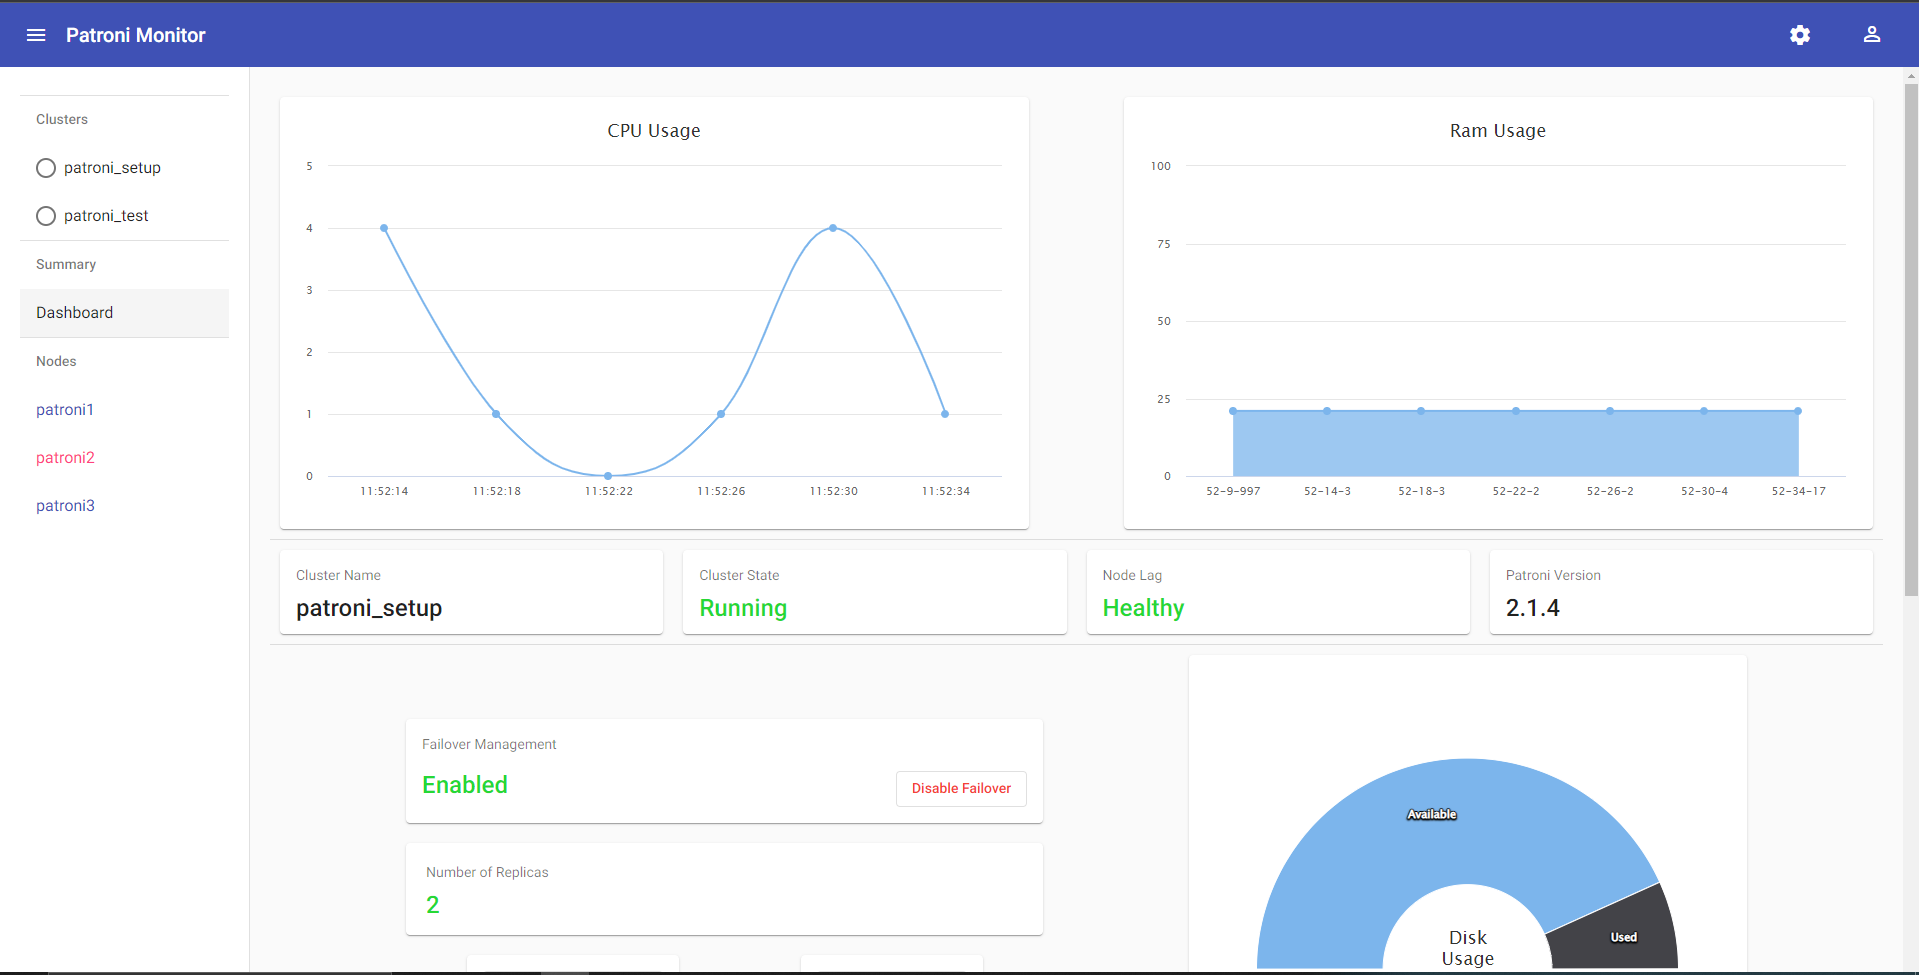 Patroni Monitor
Clusters
patroni_setup
patroni_test
Summary
Dashboard
Nodes
patroni1
patroni2
patroni3
CPU Usage
5
4
3
2
1
0
11:52:14 11:52:18 11:52:22 11:52:26 11:52:30 11:52:34
Ram Usage
100
75
50
25
0
52-9-997 52-14-3 52-18-3 52-22-2 52-26-2 52-30-4 52-34-17
Cluster Name
patroni_setup
Cluster State
Running
Node Lag
Healthy
Patroni Version
2.1.4
Failover Management
Enabled
Disable Failover
Number of Replicas
2
Available
Used
Disk
Usage